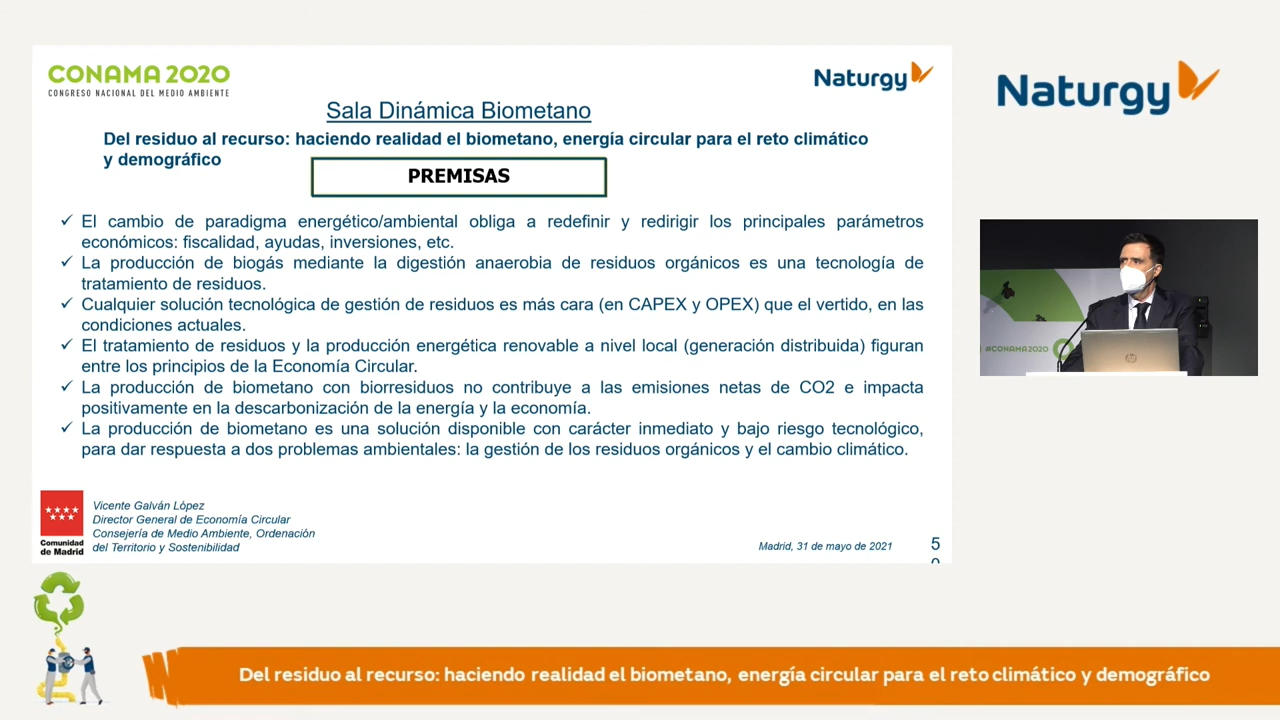 CONAMA 2020
CONGRESO NACIONAL DEL MEDIO AMBIENTE
Naturgy
Sala Dinámica Biometano
Del residuo al recurso: haciendo realidad el biometano, energía circular para el reto climático
y demográfico
PREMISAS
✓ El cambio de paradigma energético/ambiental obliga a redefinir y redirigir los principales parámetros
económicos: fiscalidad, ayudas, inversiones, etc.
✓ La producción de biogás mediante la digestión anaerobia de residuos orgánicos es una tecnología de
tratamiento de residuos.
✓ Cualquier solución tecnológica de gestión de residuos es más cara (en CAPEX y OPEX) que el vertido, en las
condiciones actuales.
✓ El tratamiento de residuos y la producción energética renovable a nivel local (generación distribuida) figuran
entre los principios de la Economía Circular.
✓ La producción de biometano con biorresiduos no contribuye a las emisiones netas de CO2 e impacta
positivamente en la descarbonización de la energía y la economía.
✓ La producción de biometano es una solución disponible con carácter inmediato y bajo riesgo tecnológico,
para dar respuesta a dos problemas ambientales: la gestión de los residuos orgánicos y el cambio climático.
Comunidad
de Madrid
Vicente Galván López
Director General de Economía Circular
Consejería de Medio Ambiente, Ordenación
del Territorio y Sostenibilidad
Madrid, 31 de mayo de 2021
5
Naturgy
#CONAMA2020
hp
Del residuo al recurso: haciendo realidad el biometano, energía circular para el reto climático y demográfico